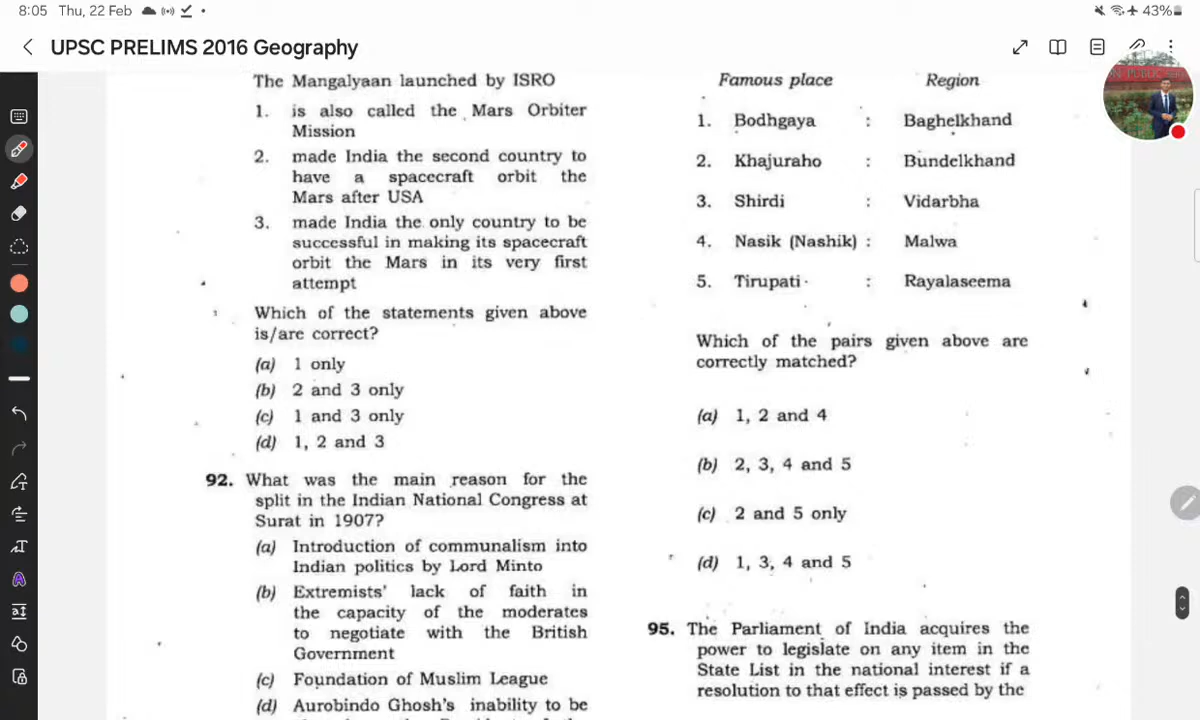 8:05 Thu, 22 Feb
43%
UPSC PRELIMS 2016 Geography
The Mangalyaan launched by ISRO
1. is also called the Mars Orbiter
Mission
2. made India the second country to
have a spacecraft orbit the
Mars after USA
3. made India the only country to be
successful in making its spacecraft
orbit the Mars in its very first
attempt
Which of the statements given above
is/are correct?
(a) 1 only
(b) 2 and 3 only
(c) 1 and 3 only
(d) 1, 2 and 3
92. What was the main reason for the
split in the Indian National Congress at
Surat in 1907?
(a) Introduction of communalism into
Indian politics by Lord Minto
(b) Extremists' lack of faith in
the capacity of the moderates
to negotiate with the British
Government
(c) Foundation of Muslim League
(d) Aurobindo Ghosh's inability to be
Famous place Region
1. Bodhgaya : Baghelkhand
2. Khajuraho : Bundelkhand
3. Shirdi : Vidarbha
4. Nasik (Nashik) : Malwa
5. Tirupati : Rayalaseema
Which of the pairs given above are
correctly matched?
(a) 1, 2 and 4
(b) 2, 3, 4 and 5
(c) 2 and 5 only
(d) 1, 3, 4 and 5
95. The Parliament of India acquires the
power to legislate on any item in the
State List in the national interest if a
resolution to that effect is passed by the